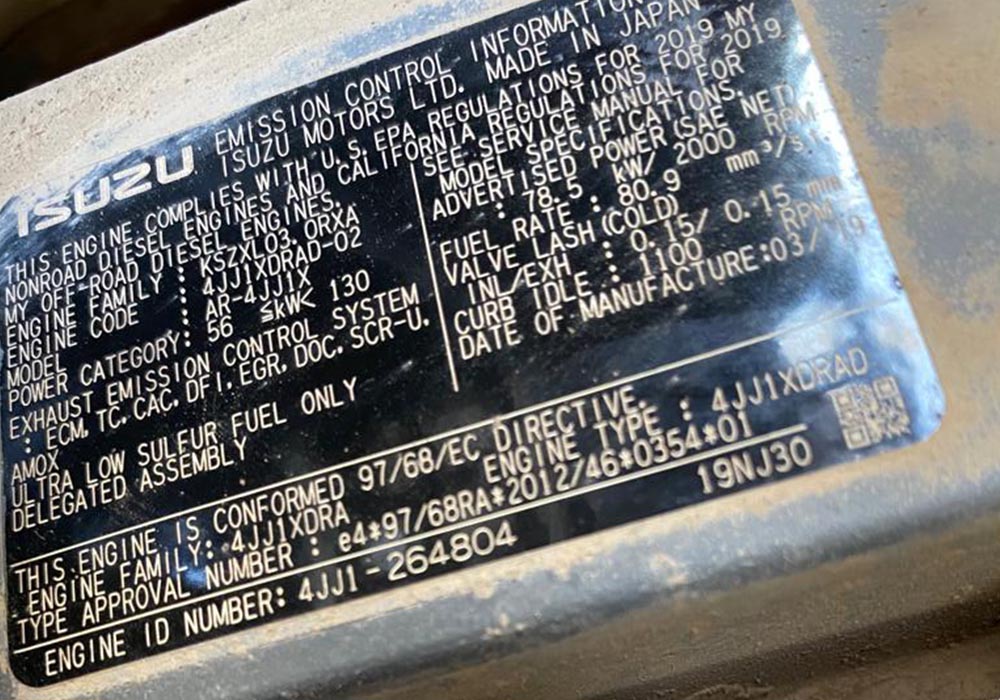 ISUZU
EMISSION CONTROL INFORMATION
ISUZU MOTORS LTD. MADE IN JAPAN
THIS ENGINE COMPLIES WITH U.S. EPA REGULATIONS FOR 2019 MY
NONROAD DIESEL ENGINES AND CALIFORNIA REGULATIONS FOR 2019
MY OFF-ROAD DIESEL ENGINES.
ENGINE FAMILY : KSZXL03.0RXA
ENGINE CODE : 4JJ1XDRAD-02
MODEL : AR-4JJ1X
POWER CATEGORY: 56 ≤kW< 130
EXHAUST EMISSION CONTROL SYSTEM
: ECM, TC, CAC, DFI, EGR, DOC, SCR-U,
AMOX
ULTRA LOW SULFUR FUEL ONLY
DELEGATED ASSEMBLY
SEE SERVICE MANUAL FOR
MODEL SPECIFICATIONS.
ADVERTISED POWER (SAE NET)
: 78.5 kW/ 2000 RPM
FUEL RATE : 80.9 mm³/s
VALVE LASH (COLD)
INL/EXH : 0.15/ 0.15 mm
CURB IDLE : 1100 RPM
DATE OF MANUFACTURE:03/ 19
THIS ENGINE IS CONFORMED 97/68/EC DIRECTIVE.
ENGINE FAMILY: 4JJ1XDRA ENGINE TYPE : 4JJ1XDRAD
TYPE APPROVAL NUMBER : e4*97/68RA*2012/46*0354*01
ENGINE ID NUMBER: 4JJ1-264804 19NJ30